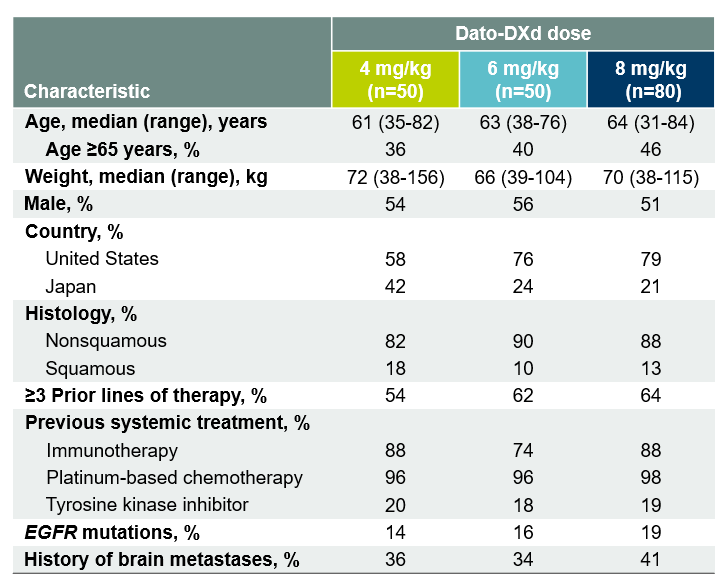 Dato-DXd dose
Characteristic 4 mg/kg (n=50) 6 mg/kg (n=50) 8 mg/kg (n=80)
Age, median (range), years 61 (35-82) 63 (38-76) 64 (31-84)
Age ≥65 years, % 36 40 46
Weight, median (range), kg 72 (38-156) 66 (39-104) 70 (38-115)
Male, % 54 56 51
Country, %
United States 58 76 79
Japan 42 24 21
Histology, %
Nonsquamous 82 90 88
Squamous 18 10 13
≥3 Prior lines of therapy, % 54 62 64
Previous systemic treatment, %
Immunotherapy 88 74 88
Platinum-based chemotherapy 96 96 98
Tyrosine kinase inhibitor 20 18 19
EGFR mutations, % 14 16 19
History of brain metastases, % 36 34 41